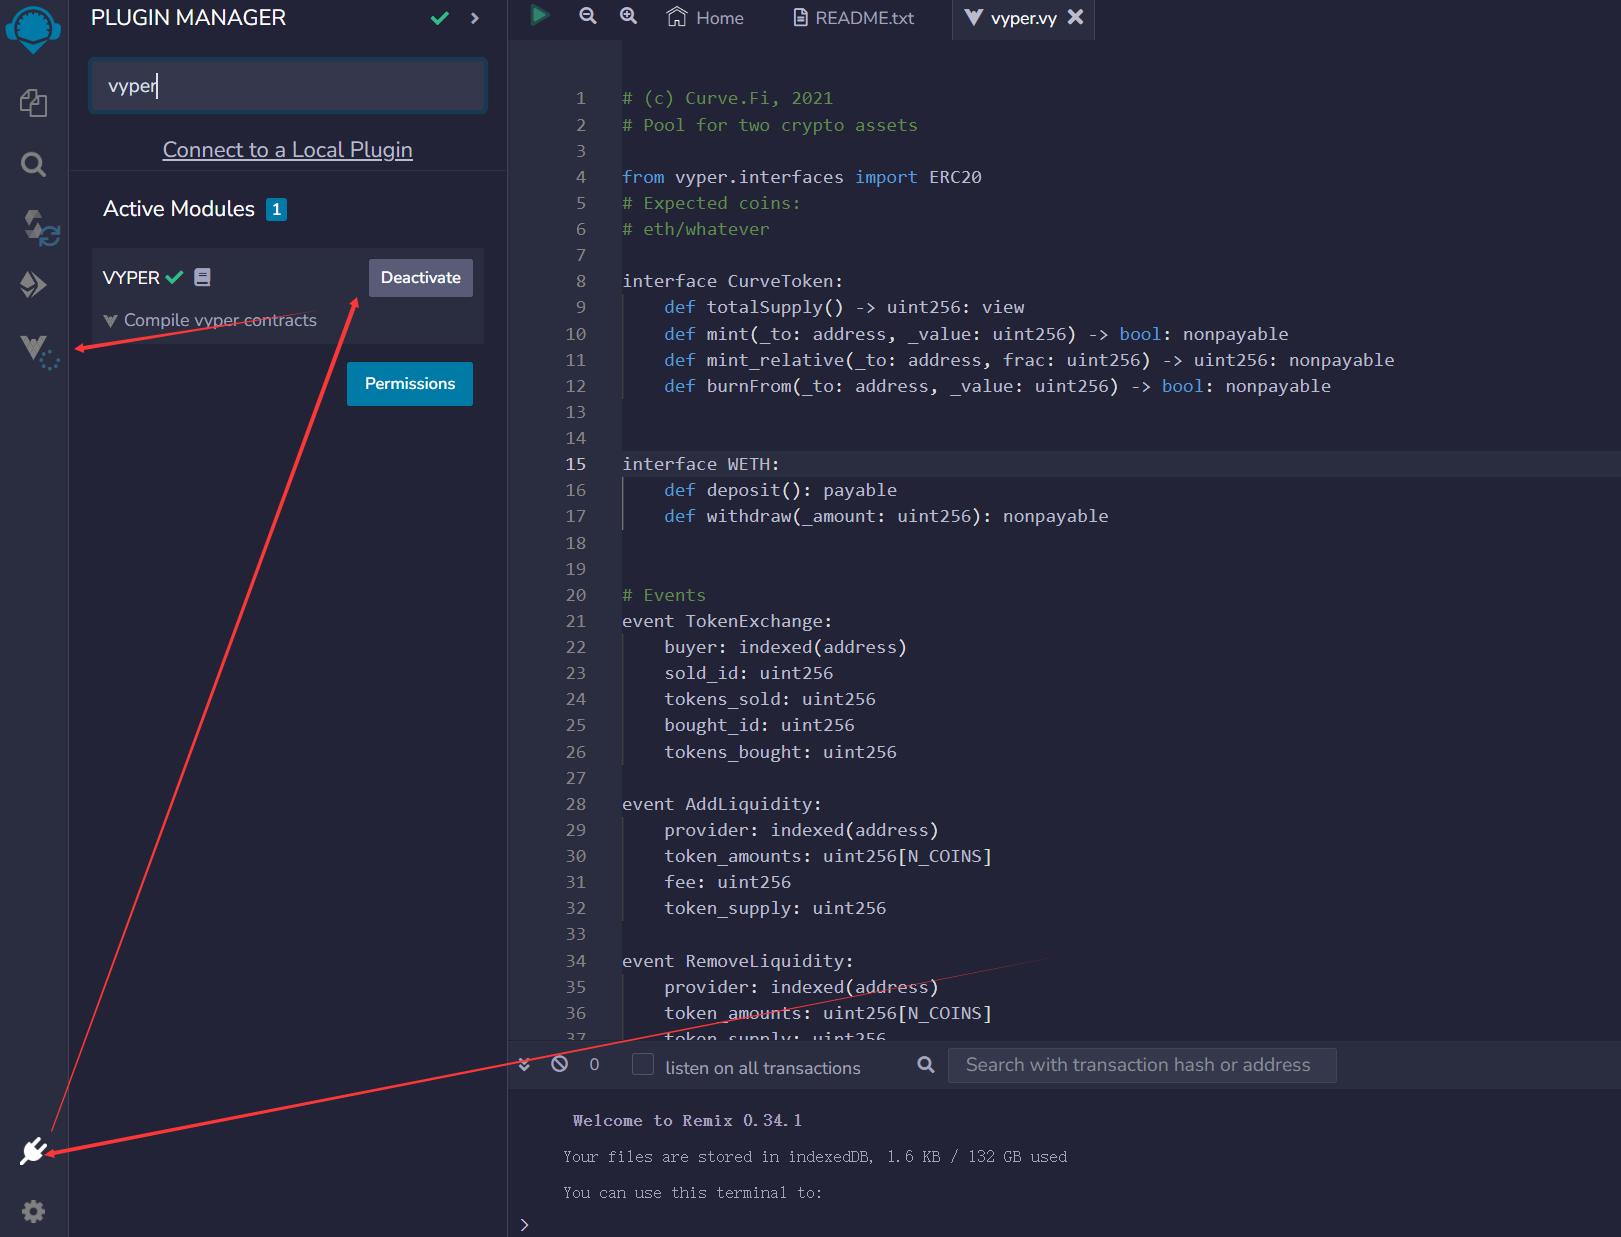 PLUGIN MANAGER
vyper
Connect to a Local Plugin
Active Modules 1
VYPER
Deactivate
Compile vyper contracts
Permissions
Home
README.txt
vyper.vy
1 # (c) Curve.Fi, 2021
2 # Pool for two crypto assets
3
4 from vyper.interfaces import ERC20
5 # Expected coins:
6 # eth/whatever
7
8 interface CurveToken:
9 def totalSupply() -> uint256: view
10 def mint(_to: address, _value: uint256) -> bool: nonpayable
11 def mint_relative(_to: address, frac: uint256) -> uint256: nonpayable
12 def burnFrom(_to: address, _value: uint256) -> bool: nonpayable
13
14
15 interface WETH:
16 def deposit(): payable
17 def withdraw(_amount: uint256): nonpayable
18
19
20 # Events
21 event TokenExchange:
22 buyer: indexed(address)
23 sold_id: uint256
24 tokens_sold: uint256
25 bought_id: uint256
26 tokens_bought: uint256
27
28 event AddLiquidity:
29 provider: indexed(address)
30 token_amounts: uint256[N_COINS]
31 fee: uint256
32 token_supply: uint256
33
34 event RemoveLiquidity:
35 provider: indexed(address)
36 token_amounts: uint256[N_COINS]
37 token_supply: uint256
0
listen on all transactions
Search with transaction hash or address
Welcome to Remix 0.34.1
Your files are stored in indexedDB, 1.6 KB / 132 GB used
You can use this terminal to:
>